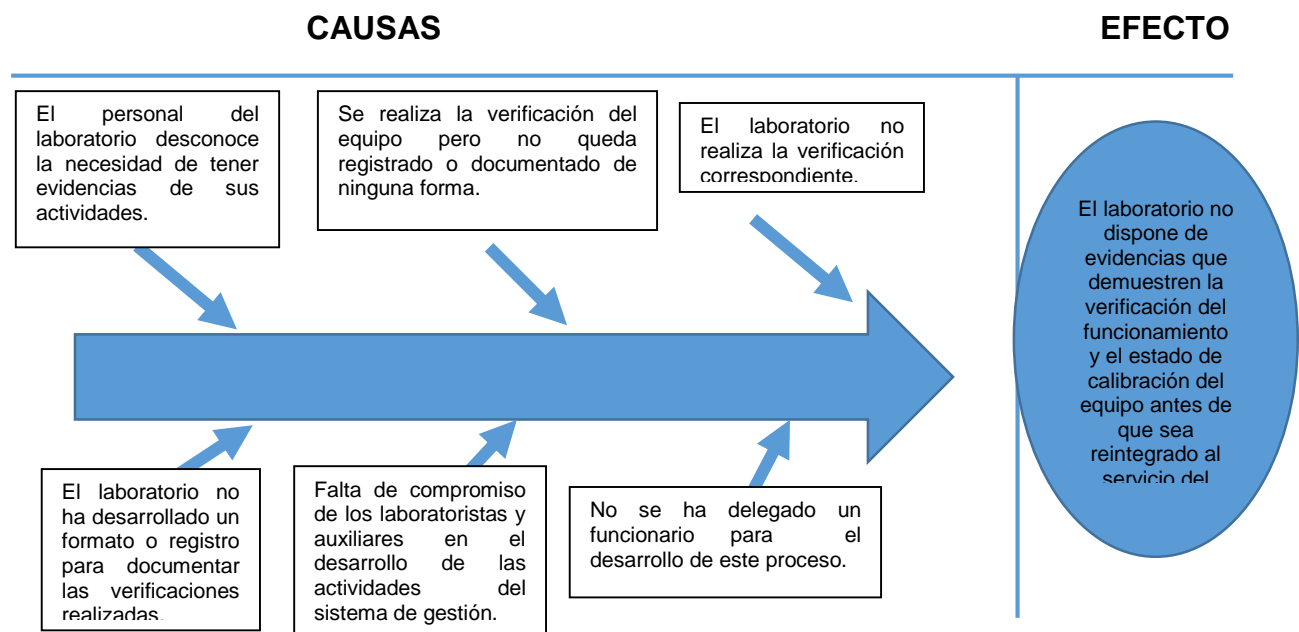 CAUSAS
EFECTO
El personal del
laboratorio desconoce
la necesidad de tener
evidencias de sus
actividades.
Se realiza la verificación del
equipo pero no queda
registrado o documentado de
ninguna forma.
El laboratorio no
realiza la verificación
correspondiente.
El laboratorio no
dispone de
evidencias que
demuestren la
verificación del
funcionamiento
y el estado de
calibración del
equipo antes de
que sea
reintegrado al
servicio del
El laboratorio no
ha desarrollado un
formato o registro
para documentar
las verificaciones
realizadas.
Falta de compromiso
de los laboratoristas y
auxiliares en el
desarrollo de las
actividades del
sistema de gestión.
No se ha delegado un
funcionario para el
desarrollo de este proceso.